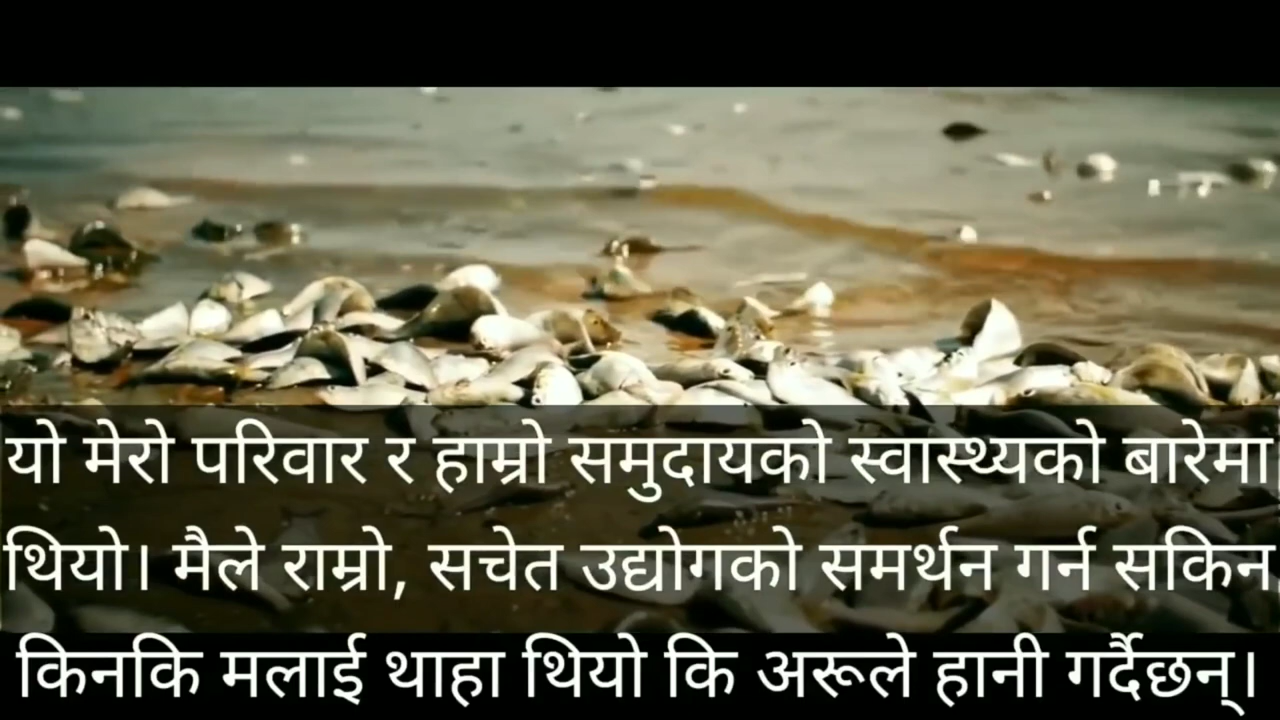 यो मेरो परिवार र हाम्रो समुदायको स्वास्थ्यको बारेमा
थियो। मैले राम्रो, सचेत उद्योगको समर्थन गर्न सकिन
किनकि मलाई थाहा थियो कि अरूले हानी गर्दैछन्।